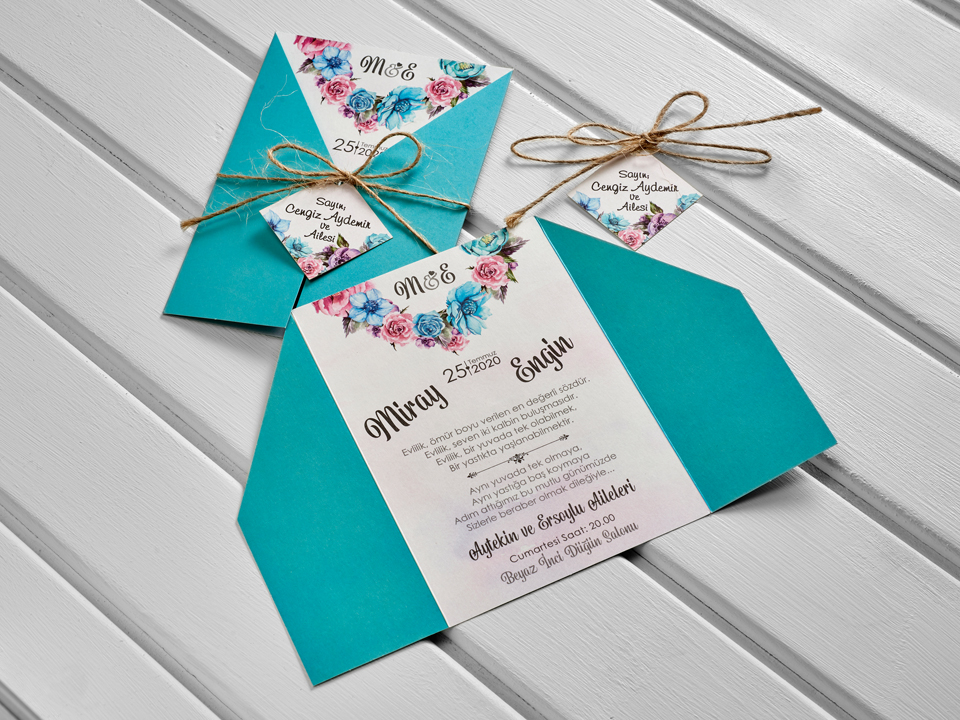 M&E
25 Temmuz
2020
Sayın;
Cengiz Aydemir
ve
Ailesi
Sayın;
Cengiz Aydemir
ve
Ailesi
M&E
25 Temmuz
2020
Miray Engin
Evlilik, ömür boyu verilen en değerli sözdür.
Evlilik, seven iki kalbin buluşmasıdır.
Evlilik, bir yuvada tek olabilmek,
Bir yastıkta yaşlanabilmektir.
Aynı yuvada tek olmaya,
Aynı yastığa baş koymaya
Adım attığımız bu mutlu günümüzde
Sizlerle beraber olmak dileğiyle...
Aytekin ve Ersoylu Aileleri
Cumartesi Saat: 20.00
Beyaz İnci Düğün Salonu